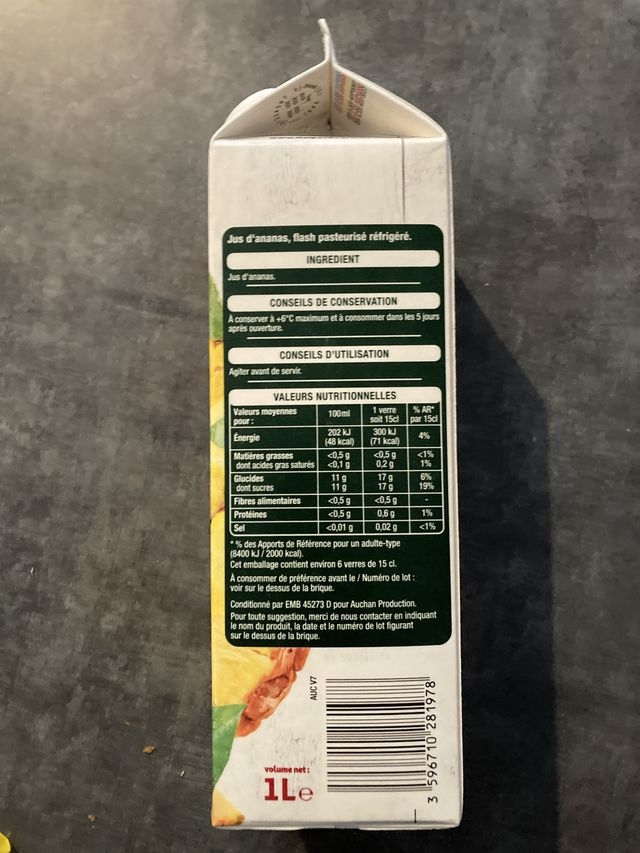 Jus d'ananas, flash pasteurisé réfrigéré.
INGREDIENT
Jus d'ananas.
CONSEILS DE CONSERVATION
À conserver à +6°C maximum et à consommer dans les 5 jours
après ouverture.
CONSEILS D'UTILISATION
Agiter avant de servir.
VALEURS NUTRITIONNELLES
Valeurs moyennes pour : 100ml 1 verre soit 15cl % AR* par 15cl
Énergie 202 kJ (48 kcal) 300 kJ (71 kcal) 4%
Matières grasses <0,5 g <0,5 g <1%
dont acides gras saturés <0,1 g 0,2 g 1%
Glucides 11 g 17 g 6%
dont sucres 11 g 17 g 19%
Fibres alimentaires <0,5 g <0,5 g -
Protéines <0,5 g 0,6 g 1%
Sel <0,01 g 0,02 g <1%
* % des Apports de Référence pour un adulte-type
(8400 kJ / 2000 kcal).
Cet emballage contient environ 6 verres de 15 cl.
À consommer de préférence avant le / Numéro de lot :
voir sur le dessus de la brique.
Conditionné par EMB 45273 D pour Auchan Production.
Pour toute suggestion, merci de nous contacter en indiquant
le nom du produit, la date et le numéro de lot figurant
sur le dessus de la brique.
AUC V7
3 596710 281978
volume net :
1L e